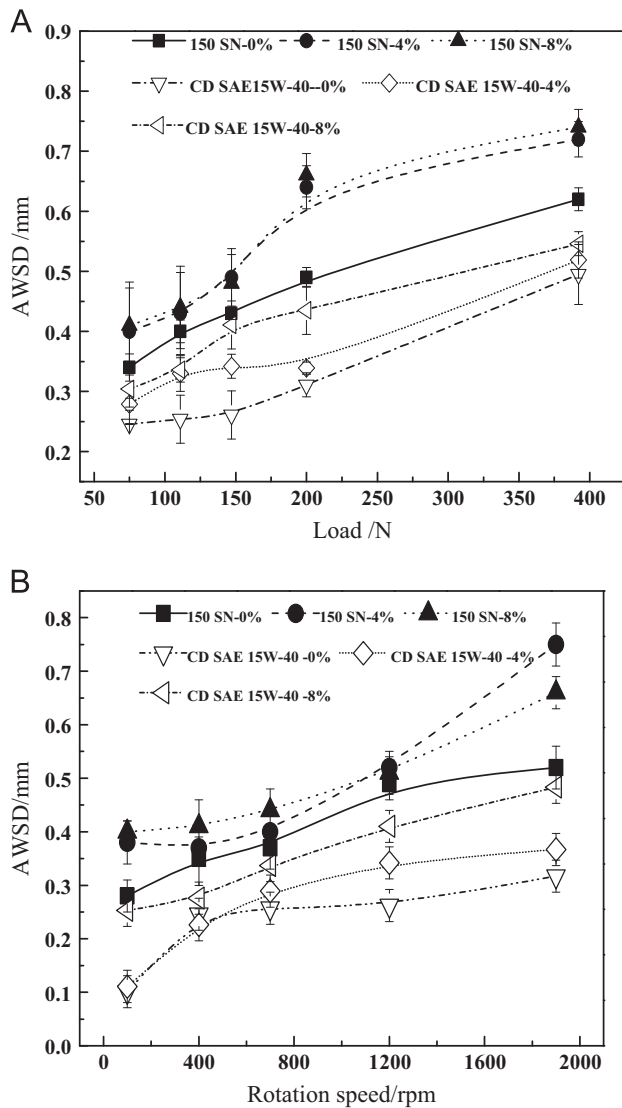 A
0.9
150 SN-0% 150 SN-4% 150 SN-8%
0.8
CD SAE15W-40--0% CD SAE 15W-40-4%
CD SAE 15W-40-8%
0.7
0.6
0.5
0.4
0.3
0.2
AWSD /mm
50 100 150 200 250 300 350 400
Load /N
B
0.8
150 SN-0% 150 SN-4% 150 SN-8%
0.7
CD SAE 15W-40 -0% CD SAE 15W-40 -4%
CD SAE 15W-40 -8%
0.6
0.5
0.4
0.3
0.2
0.1
0.0
AWSD/mm
0 400 800 1200 1600 2000
Rotation speed/rpm